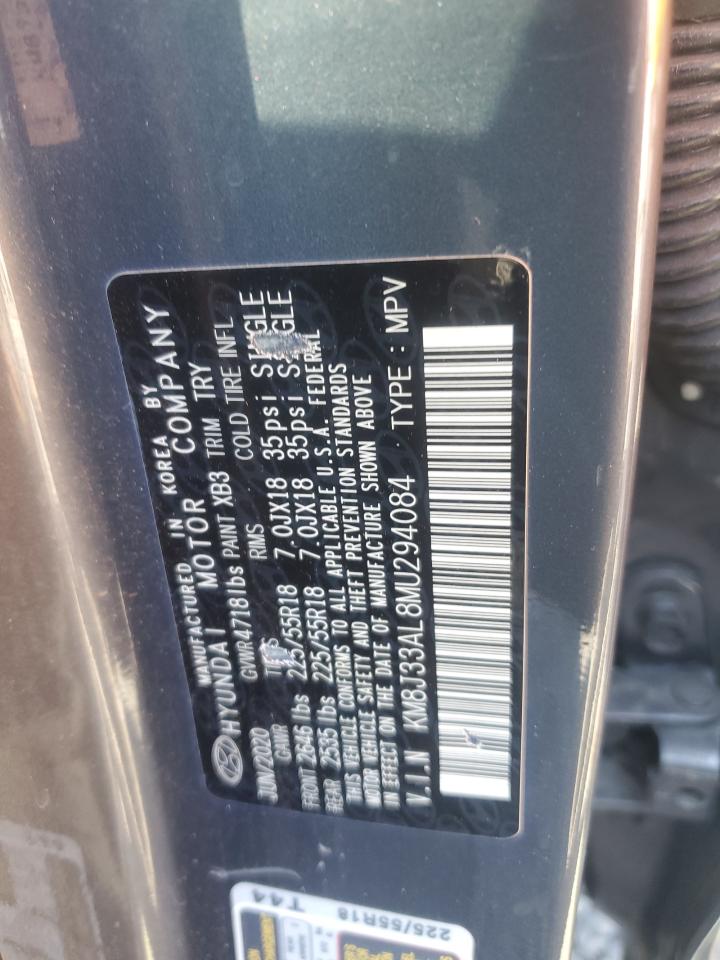 MANUFACTURED IN KOREA BY
HYUNDAI MOTOR COMPANY
JUN/2020 GVWR 4718 lbs PAINT XB3 TRIM TRY
GAWR RIMS COLD TIRE INFL
FRONT 2646 lbs 225/55R18 7.0JX18 35psi SINGLE
REAR 2535 lbs 225/55R18 7.0JX18 35psi
THIS VEHICLE CONFORMS TO ALL APPLICABLE U.S.A. FEDERAL
MOTOR VEHICLE SAFETY AND THEFT PREVENTION STANDARDS
IN EFFECT ON THE DATE OF MANUFACTURE SHOWN ABOVE
V.I.N KM8J33AL8MU294084 TYPE : MPV
225/55R18 T44